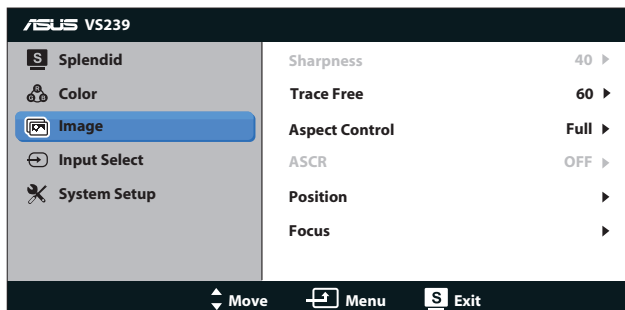 ASUS VS239
S Splendid
Color
Image
Input Select
System Setup
Sharpness 40
Trace Free 60
Aspect Control Full
ASCR OFF
Position
Focus
Move Menu S Exit